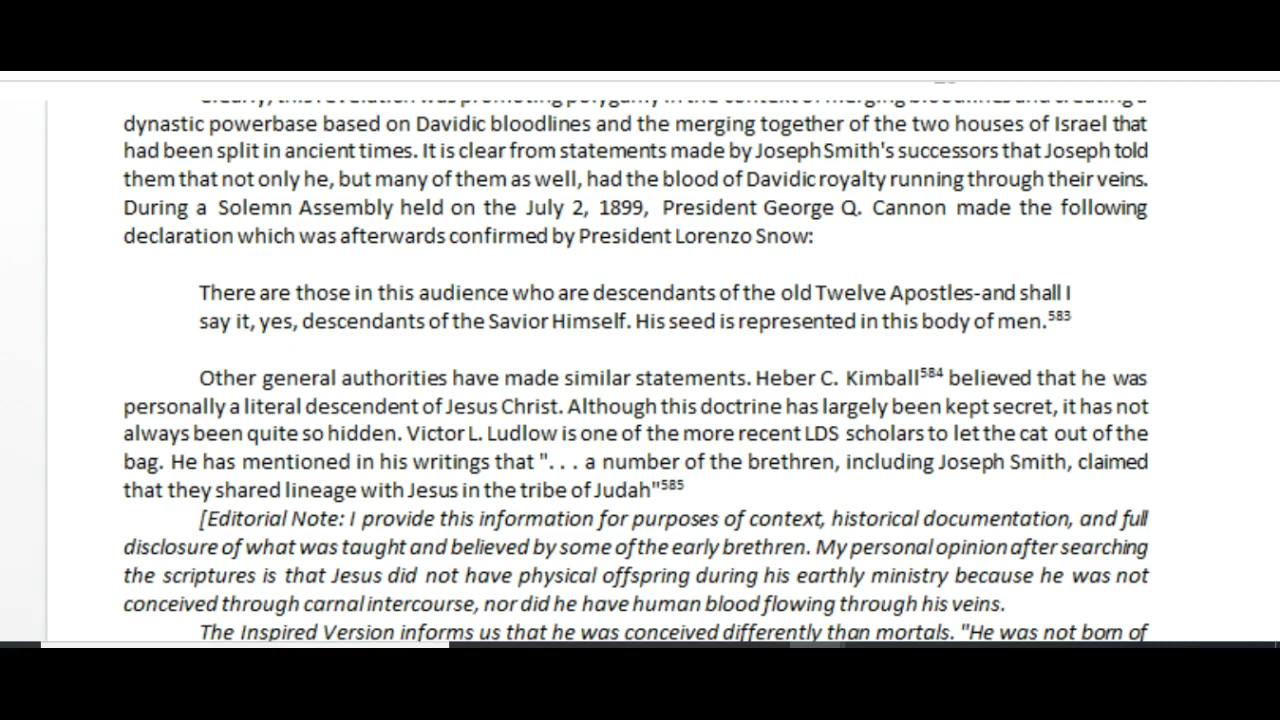 Clearly, this revelation was promoting polygamy in the context of merging bloodlines and creating a
dynastic powerbase based on Davidic bloodlines and the merging together of the two houses of Israel that
had been split in ancient times. It is clear from statements made by Joseph Smith's successors that Joseph told
them that not only he, but many of them as well, had the blood of Davidic royalty running through their veins.
During a Solemn Assembly held on the July 2, 1899, President George Q. Cannon made the following
declaration which was afterwards confirmed by President Lorenzo Snow:
There are those in this audience who are descendants of the old Twelve Apostles-and shall I
say it, yes, descendants of the Savior Himself. His seed is represented in this body of men.583
Other general authorities have made similar statements. Heber C. Kimball584 believed that he was
personally a literal descendent of Jesus Christ. Although this doctrine has largely been kept secret, it has not
always been quite so hidden. Victor L. Ludlow is one of the more recent LDS scholars to let the cat out of the
bag. He has mentioned in his writings that ". . . a number of the brethren, including Joseph Smith, claimed
that they shared lineage with Jesus in the tribe of Judah"585
[Editorial Note: I provide this information for purposes of context, historical documentation, and full
disclosure of what was taught and believed by some of the early brethren. My personal opinion after searching
the scriptures is that Jesus did not have physical offspring during his earthly ministry because he was not
conceived through carnal intercourse, nor did he have human blood flowing through his veins.
The Inspired Version informs us that he was conceived differently than mortals. "He was not born of